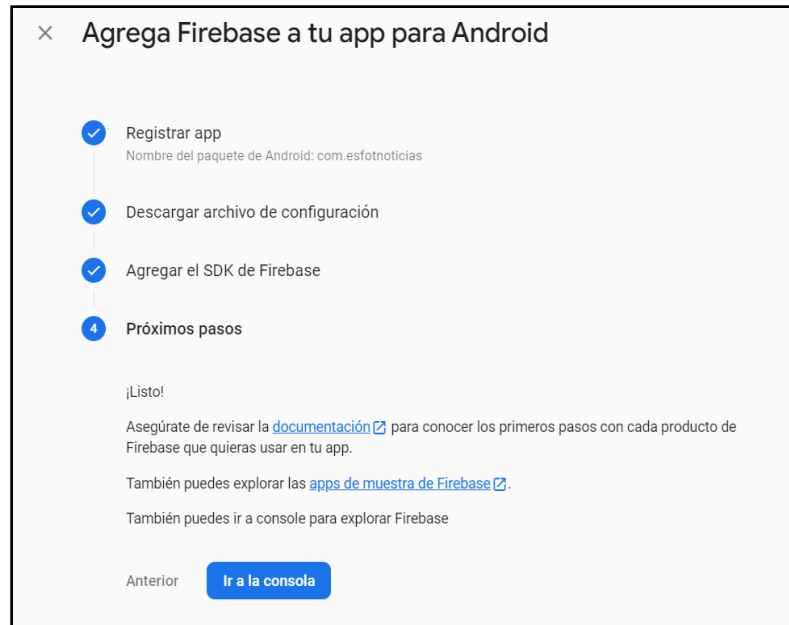 Agrega Firebase a tu app para Android
Registrar app
Nombre del paquete de Android: com.esfotnoticias
Descargar archivo de configuración
Agregar el SDK de Firebase
4 Próximos pasos
¡Listo!
Asegúrate de revisar la documentación para conocer los primeros pasos con cada producto de
Firebase que quieras usar en tu app.
También puedes explorar las apps de muestra de Firebase.
También puedes ir a console para explorar Firebase
Anterior Ir a la consola